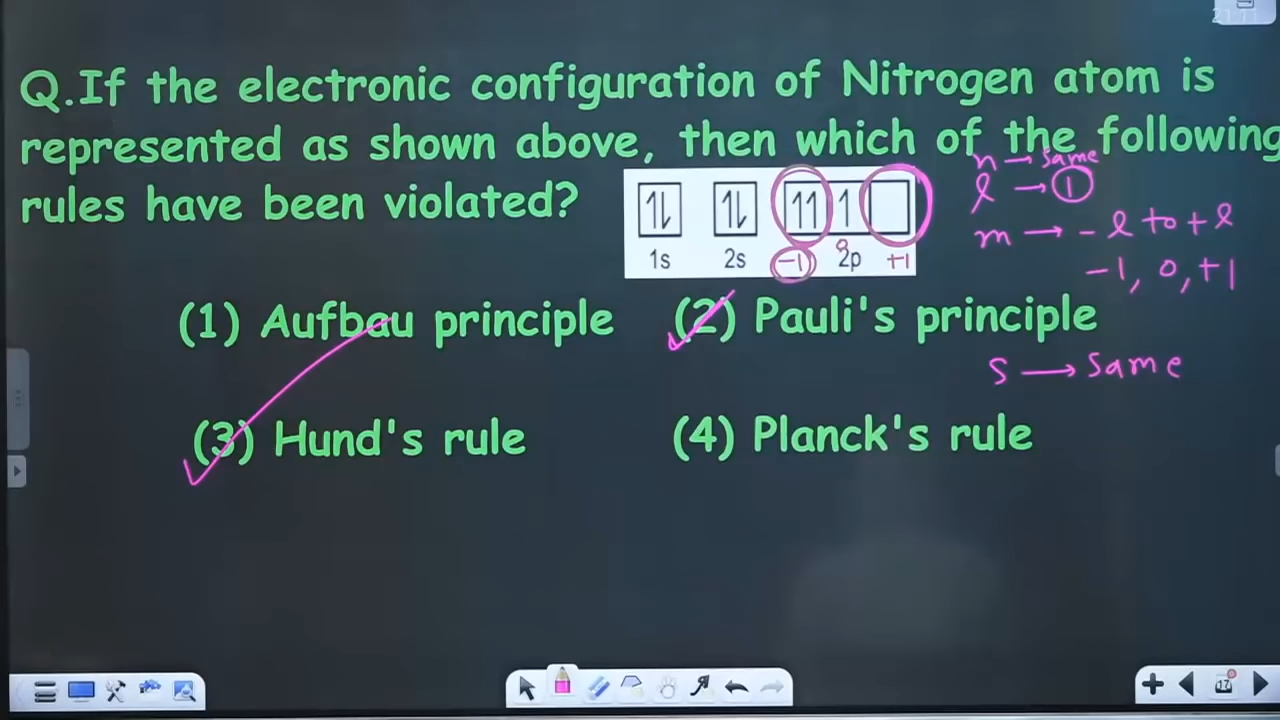 Q.If the electronic configuration of Nitrogen atom is
represented as shown above, then which of the following
rules have been violated?
1s 2s 2p
-1 0 +1
n → same
l → 1
m → -l to +l
-1, 0, +1
(1) Aufbau principle (2) Pauli's principle
s → same
(3) Hund's rule (4) Planck's rule
17